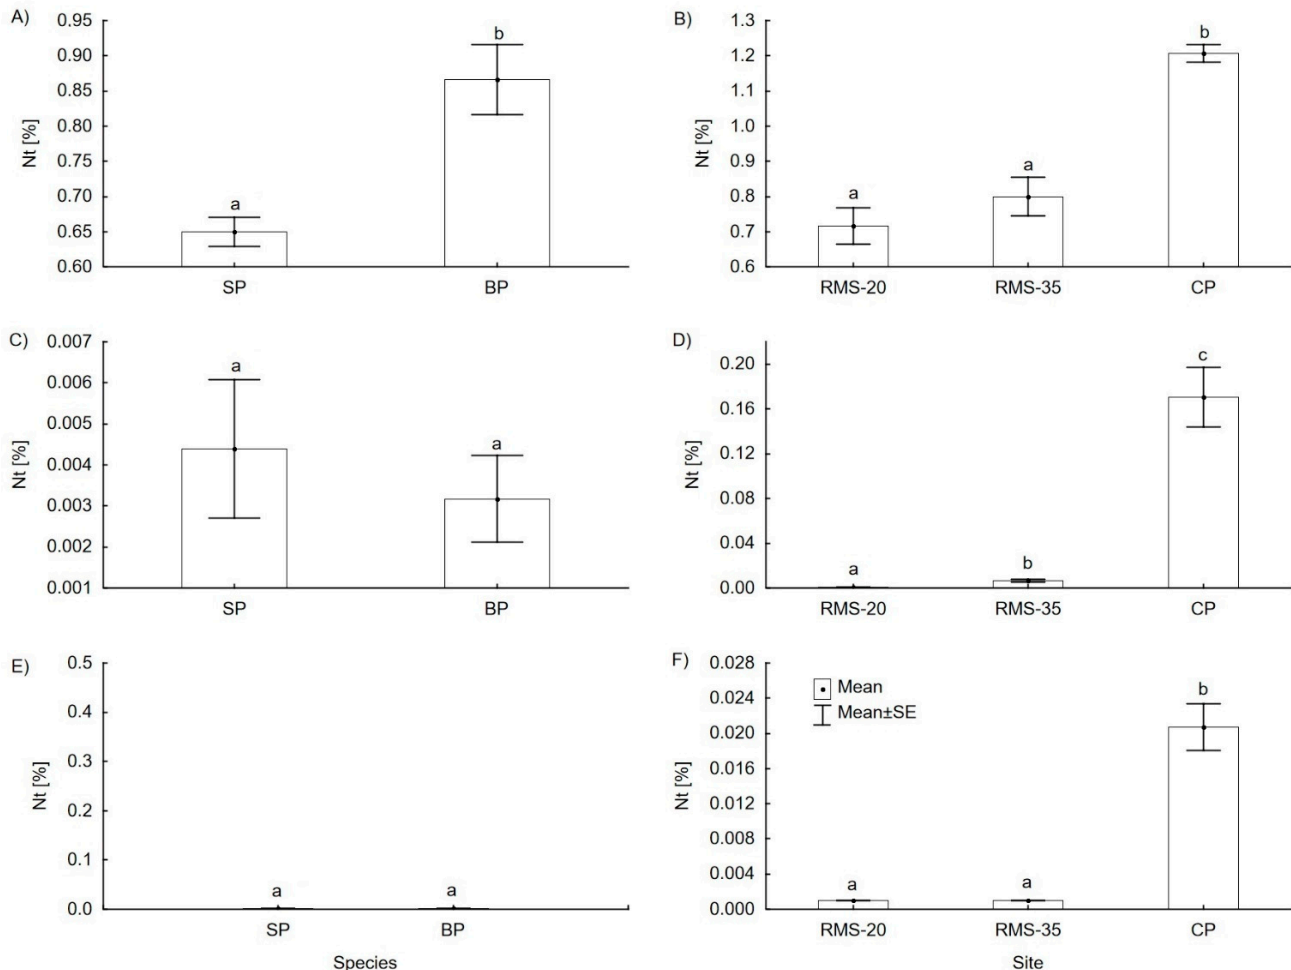 A)
0.95
0.90
0.85
0.80
0.75
0.70
0.65
0.60
Nt [%]
a
b
SP
BP
B)
1.3
1.2
1.1
1.0
0.9
0.8
0.7
0.6
Nt [%]
a
a
b
RMS-20
RMS-35
CP
C)
0.007
0.006
0.005
0.004
0.003
0.002
0.001
Nt [%]
a
a
SP
BP
D)
0.20
0.16
0.12
0.08
0.04
0.00
Nt [%]
a
b
c
RMS-20
RMS-35
CP
E)
0.5
0.4
0.3
0.2
0.1
0.0
Nt [%]
a
a
SP
BP
Species
F)
0.028
0.024
0.020
0.016
0.012
0.008
0.004
0.000
Nt [%]
Mean
Mean±SE
a
a
b
RMS-20
RMS-35
CP
Site